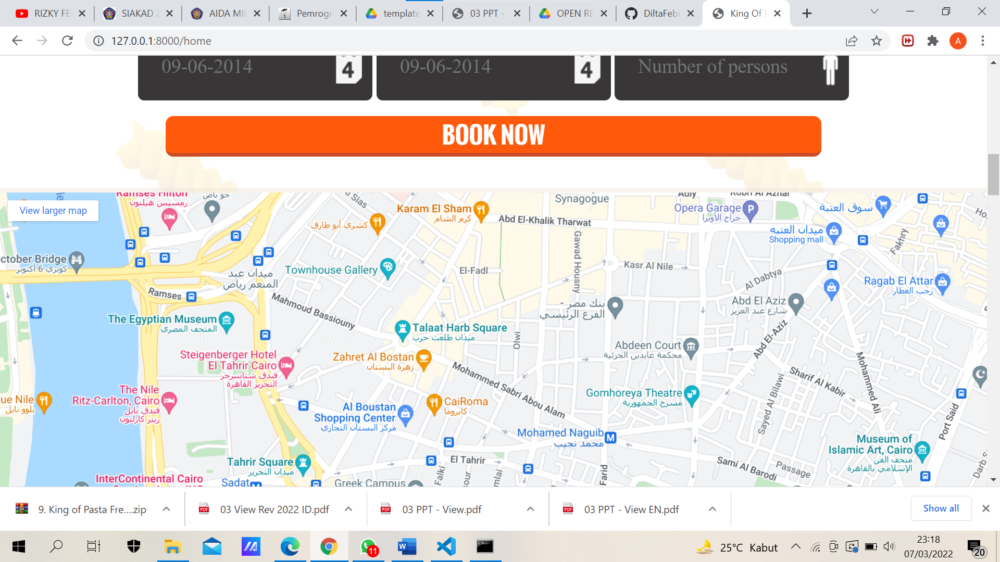 RIZKY FE
SIAKAD 2
AIDA MIL
Pemrogra
template
03 PPT -
OPEN RE
DiltaFebi
King Of P
127.0.0.1:8000/home
A
09-06-2014
4
09-06-2014
4
Number of persons
BOOK NOW
View larger map
Ramses Hilton
رمسيس هيلتون
جو باص
Karam El Sham
كرم الشام
كشري أبو طارق
Synagogue
Adly
Abd El-Khalik Tharwat
Opera Garage
جراج الأوبرا
P
سوق العتبة
ميدان العتبه
Shopping mall
Fakhry
ctober Bridge
كوبري 6 أكتوبر
ميدان عبد
المنعم رياض
Townhouse Gallery
El-Fadl
Gawad Housny
Kasr Al Nile
Al Dabtya
Ragab El Attar
رجب العطار
Ramses
Mahmoud Bassiouny
بنك مصر -
الفرع الرئيسي
Abd El Aziz
شارع عبد العزيز
The Egyptian Museum
المتحف المصري
Talaat Harb Square
ميدان طلعت حرب
Olwi
Abdeen Court
محكمة عابدين الجزئية
Abd El-Aziz
Steigenberger Hotel
El Tahrir Cairo
فندق شتايننبرجر
التحرير القاهرة
Zahret Al Bostan
زهرة البستان
Mohammed Sabri Abou Alam
Mohammed Ali
Sharif Al Kabir
Sayed Al Bilawi
The Nile
Ritz-Carlton, Cairo
فندق نايل
ريتز كارلتون
ue Nile
بلوو نايل
Al Boustan
Shopping Center
مركز البستان التجاري
CaiRoma
كايروما
Gomhoreya Theatre
مسرح الجمهورية
Port Said
Mohamed Naguib
محمد نجيب
M
Museum of
Islamic Art, Cairo
متحف الفن
الإسلامي بالقاهرة
Tahrir Square
ميدان التحرير
El Tahrir
Sami Al Barodi
Passage
Darb S
InterContinental Cairo
Sadat
Greek Campus
Falki
Farid
9. King of Pasta Fre....zip
PDF
03 View Rev 2022 ID.pdf
PDF
03 PPT - View.pdf
PDF
03 PPT - View EN.pdf
Show all
11
W
25°C Kabut
23:18
07/03/2022
20